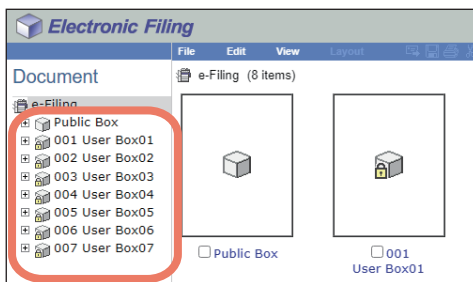 Electronic Filing
File Edit View Layout
Document
e-Filing (8 items)
e-Filing
Public Box
001 User Box01
002 User Box02
003 User Box03
004 User Box04
005 User Box05
006 User Box06
007 User Box07
Public Box
001
User Box01